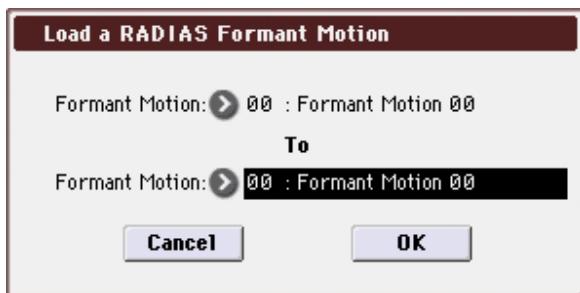 Load a RADIAS Formant Motion
Formant Motion: 00 : Formant Motion 00
To
Formant Motion: 00 : Formant Motion 00
Cancel OK